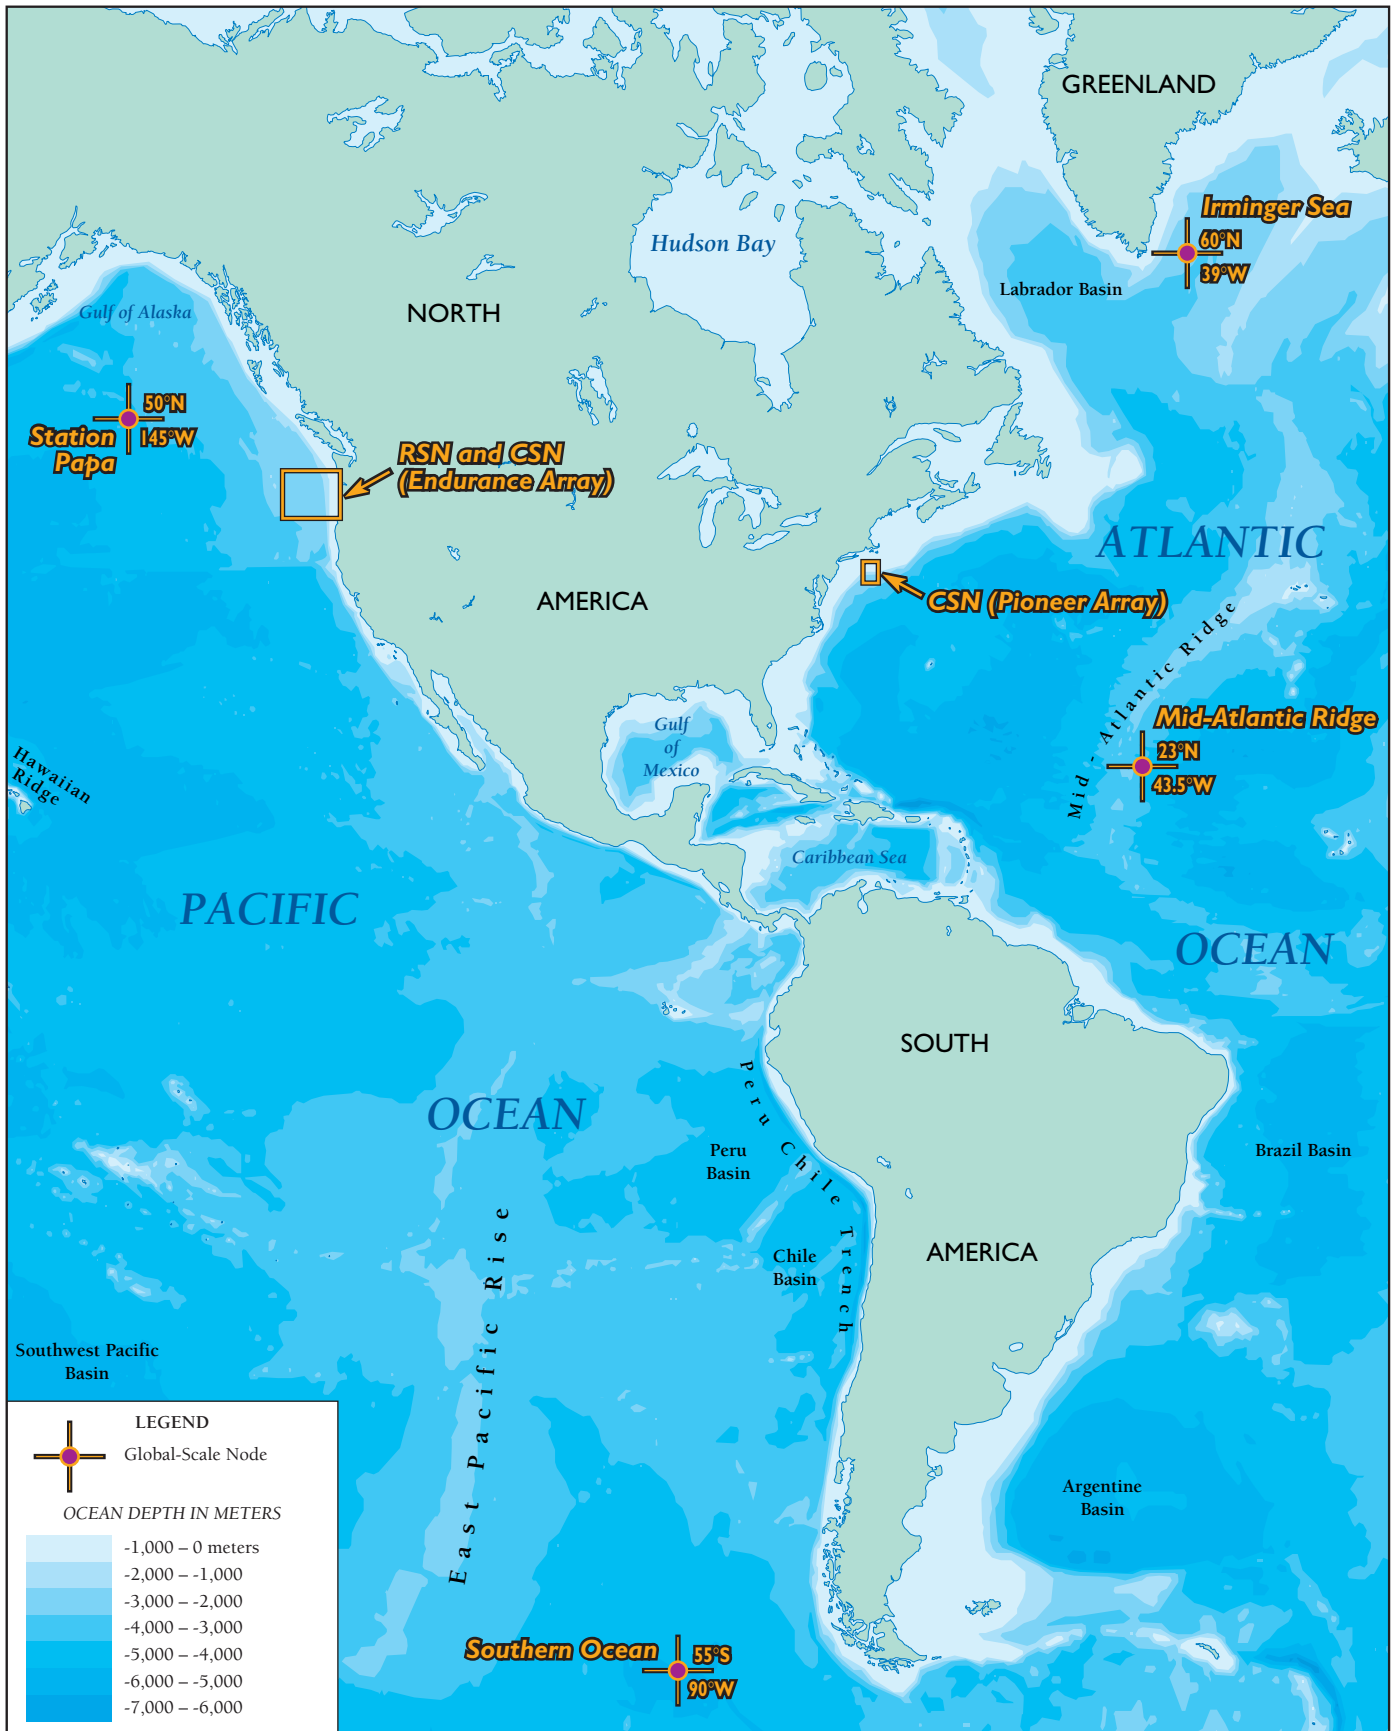 GREENLAND
Irminger Sea
60°N
39°W
Hudson Bay
Labrador Basin
NORTH
Gulf of Alaska
50°N
145°W
Station
Papa
RSN and CSN
(Endurance Array)
ATLANTIC
AMERICA
CSN (Pioneer Array)
Mid - Atlantic Ridge
Mid-Atlantic Ridge
23°N
43.5°W
Gulf
of
Mexico
Hawaiian
Ridge
Caribbean Sea
PACIFIC
OCEAN
SOUTH
OCEAN
Peru Chile Trench
Peru
Basin
Brazil Basin
East Pacific Rise
AMERICA
Chile
Basin
Southwest Pacific
Basin
Argentine
Basin
Southern Ocean
55°S
90°W
LEGEND
Global-Scale Node
OCEAN DEPTH IN METERS
-1,000 – 0 meters
-2,000 – -1,000
-3,000 – -2,000
-4,000 – -3,000
-5,000 – -4,000
-6,000 – -5,000
-7,000 – -6,000